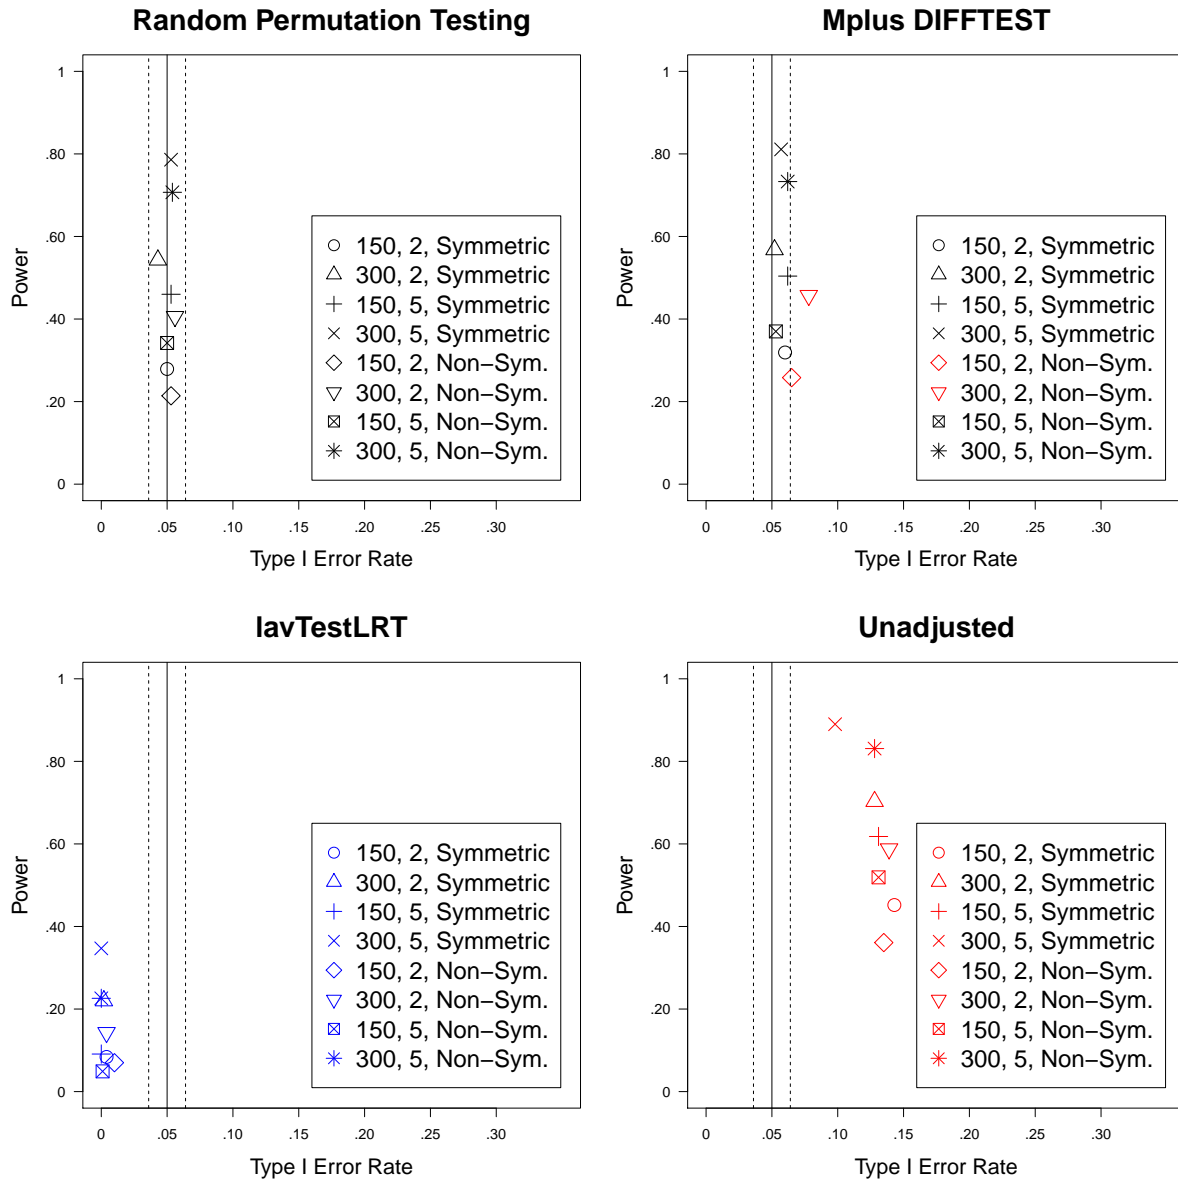 Random Permutation Testing
Power
1
.80
.60
.40
.20
0
150, 2, Symmetric
300, 2, Symmetric
150, 5, Symmetric
300, 5, Symmetric
150, 2, Non−Sym.
300, 2, Non−Sym.
150, 5, Non−Sym.
300, 5, Non−Sym.
0 .05 .10 .15 .20 .25 .30
Type I Error Rate
Mplus DIFFTEST
Power
1
.80
.60
.40
.20
0
150, 2, Symmetric
300, 2, Symmetric
150, 5, Symmetric
300, 5, Symmetric
150, 2, Non−Sym.
300, 2, Non−Sym.
150, 5, Non−Sym.
300, 5, Non−Sym.
0 .05 .10 .15 .20 .25 .30
Type I Error Rate
lavTestLRT
Power
1
.80
.60
.40
.20
0
150, 2, Symmetric
300, 2, Symmetric
150, 5, Symmetric
300, 5, Symmetric
150, 2, Non−Sym.
300, 2, Non−Sym.
150, 5, Non−Sym.
300, 5, Non−Sym.
0 .05 .10 .15 .20 .25 .30
Type I Error Rate
Unadjusted
Power
1
.80
.60
.40
.20
0
150, 2, Symmetric
300, 2, Symmetric
150, 5, Symmetric
300, 5, Symmetric
150, 2, Non−Sym.
300, 2, Non−Sym.
150, 5, Non−Sym.
300, 5, Non−Sym.
0 .05 .10 .15 .20 .25 .30
Type I Error Rate